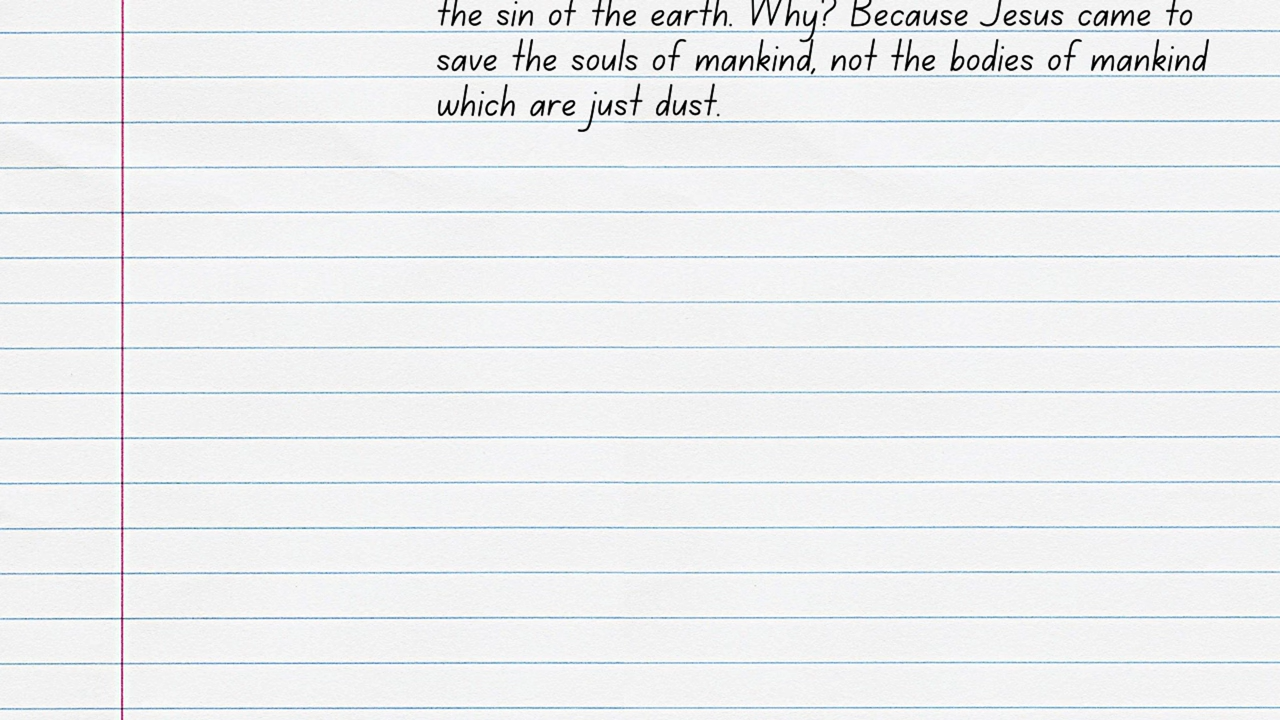 the sin of the earth. Why? Because Jesus came to
save the souls of mankind, not the bodies of mankind
which are just dust.